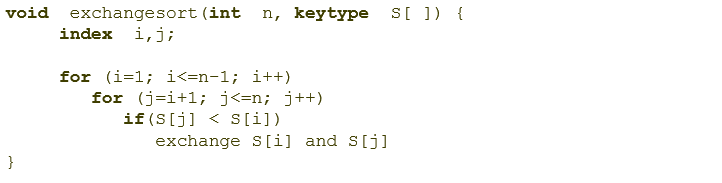 void exchangesort(int n, keytype S[ ]) {
index i,j;
for (i=1; i<=n-1; i++)
for (j=i+1; j<=n; j++)
if(S[j] < S[i])
exchange S[i] and S[j]
}